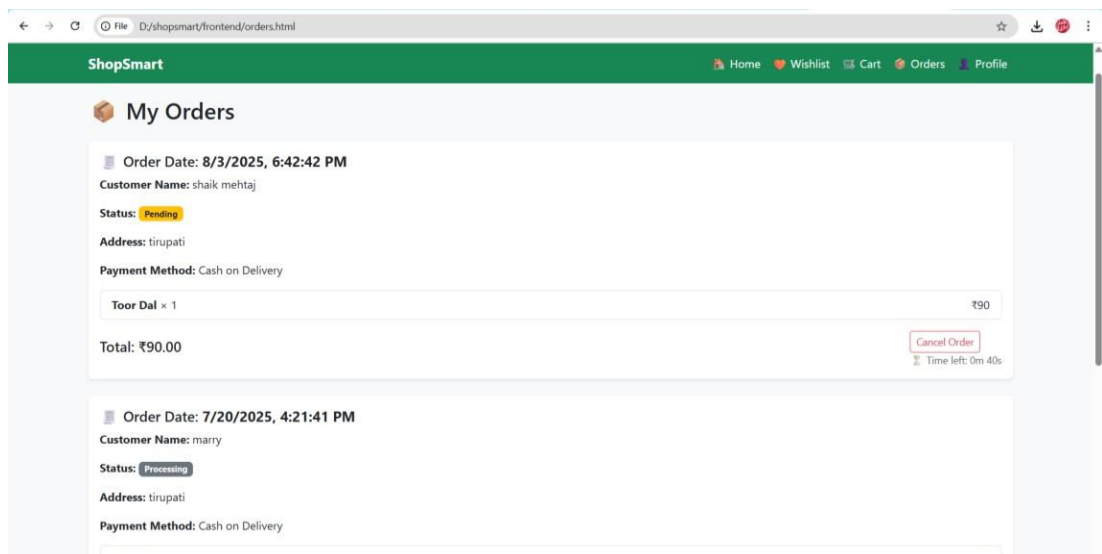 File D:/shopsmart/frontend/orders.html
ShopSmart Home Wishlist Cart Orders Profile
My Orders
Order Date: 8/3/2025, 6:42:42 PM
Customer Name: shaik mehtaj
Status: Pending
Address: tirupati
Payment Method: Cash on Delivery
Toor Dal × 1 ₹90
Total: ₹90.00 Cancel Order
Time left: 0m 40s
Order Date: 7/20/2025, 4:21:41 PM
Customer Name: marry
Status: Processing
Address: tirupati
Payment Method: Cash on Delivery